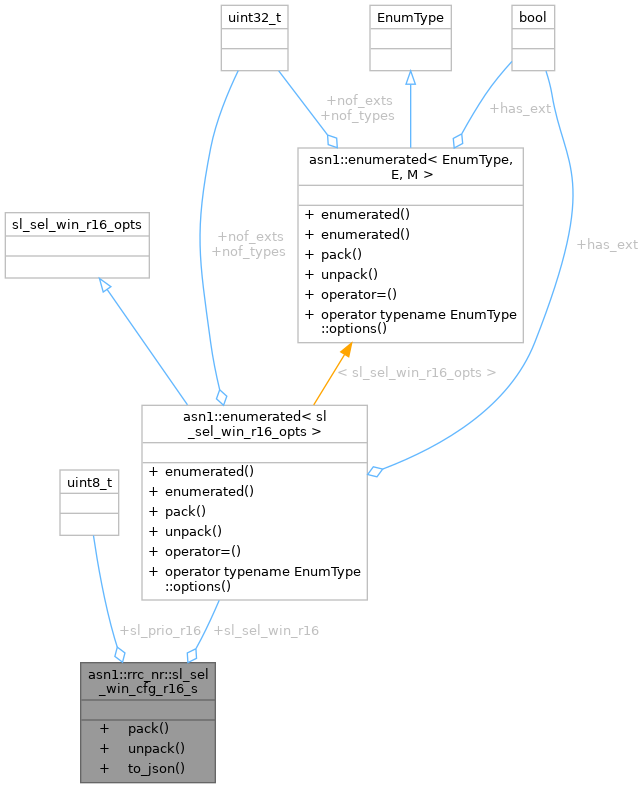 uint32_t
EnumType
bool
+nof_exts
+nof_types
+has_ext
asn1::enumerated< EnumType,
E, M >
+ enumerated()
+ enumerated()
+ pack()
+ unpack()
+ operator=()
+ operator typename EnumType
::options()
sl_sel_win_r16_opts
+nof_exts
+nof_types
+has_ext
< sl_sel_win_r16_opts >
asn1::enumerated< sl
_sel_win_r16_opts >
+ enumerated()
+ enumerated()
+ pack()
+ unpack()
+ operator=()
+ operator typename EnumType
::options()
uint8_t
+sl_prio_r16
+sl_sel_win_r16
asn1::rrc_nr::sl_sel
_win_cfg_r16_s
+ pack()
+ unpack()
+ to_json()